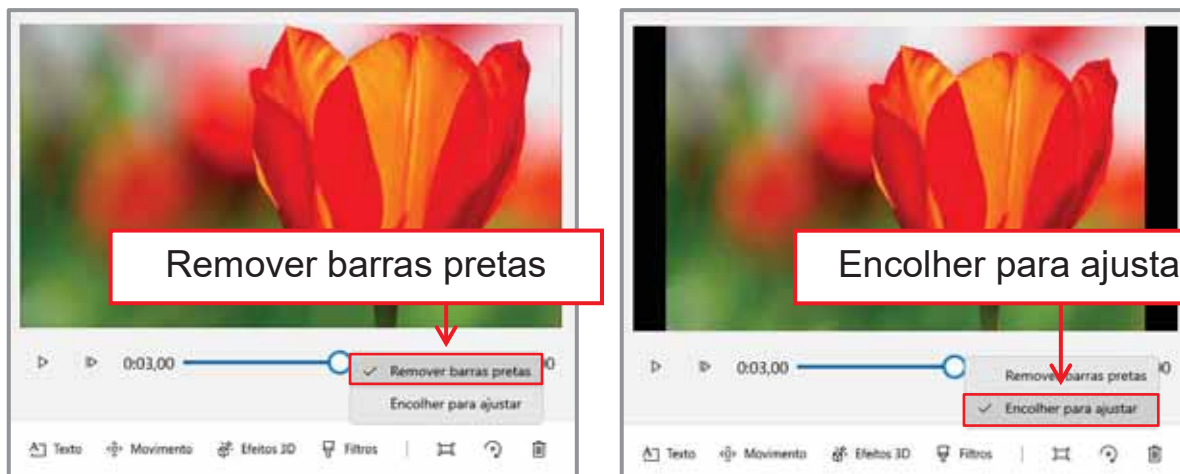 Remover barras pretas
0:03,00
Remover barras pretas
Encolher para ajustar
Texto Movimento Efeitos 3D Filtros
Encolher para ajusta
0:03,00
Remover barras pretas
Encolher para ajustar
Texto Movimento Efeitos 3D Filtros